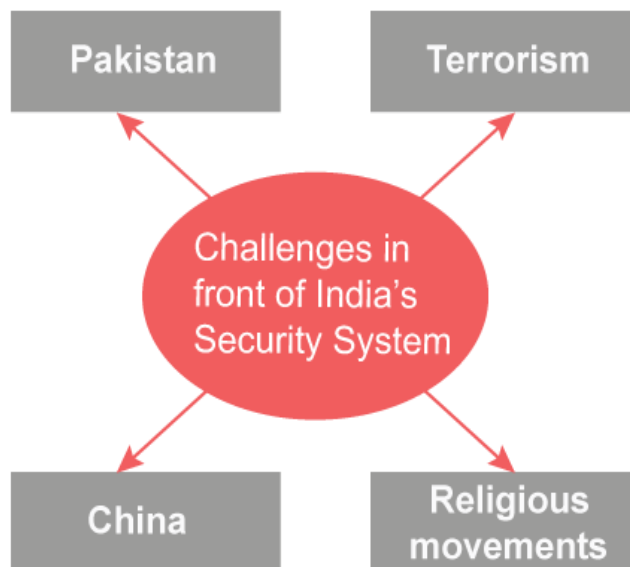 Pakistan
Terrorism
Challenges in
front of India's
Security System
China
Religious
movements